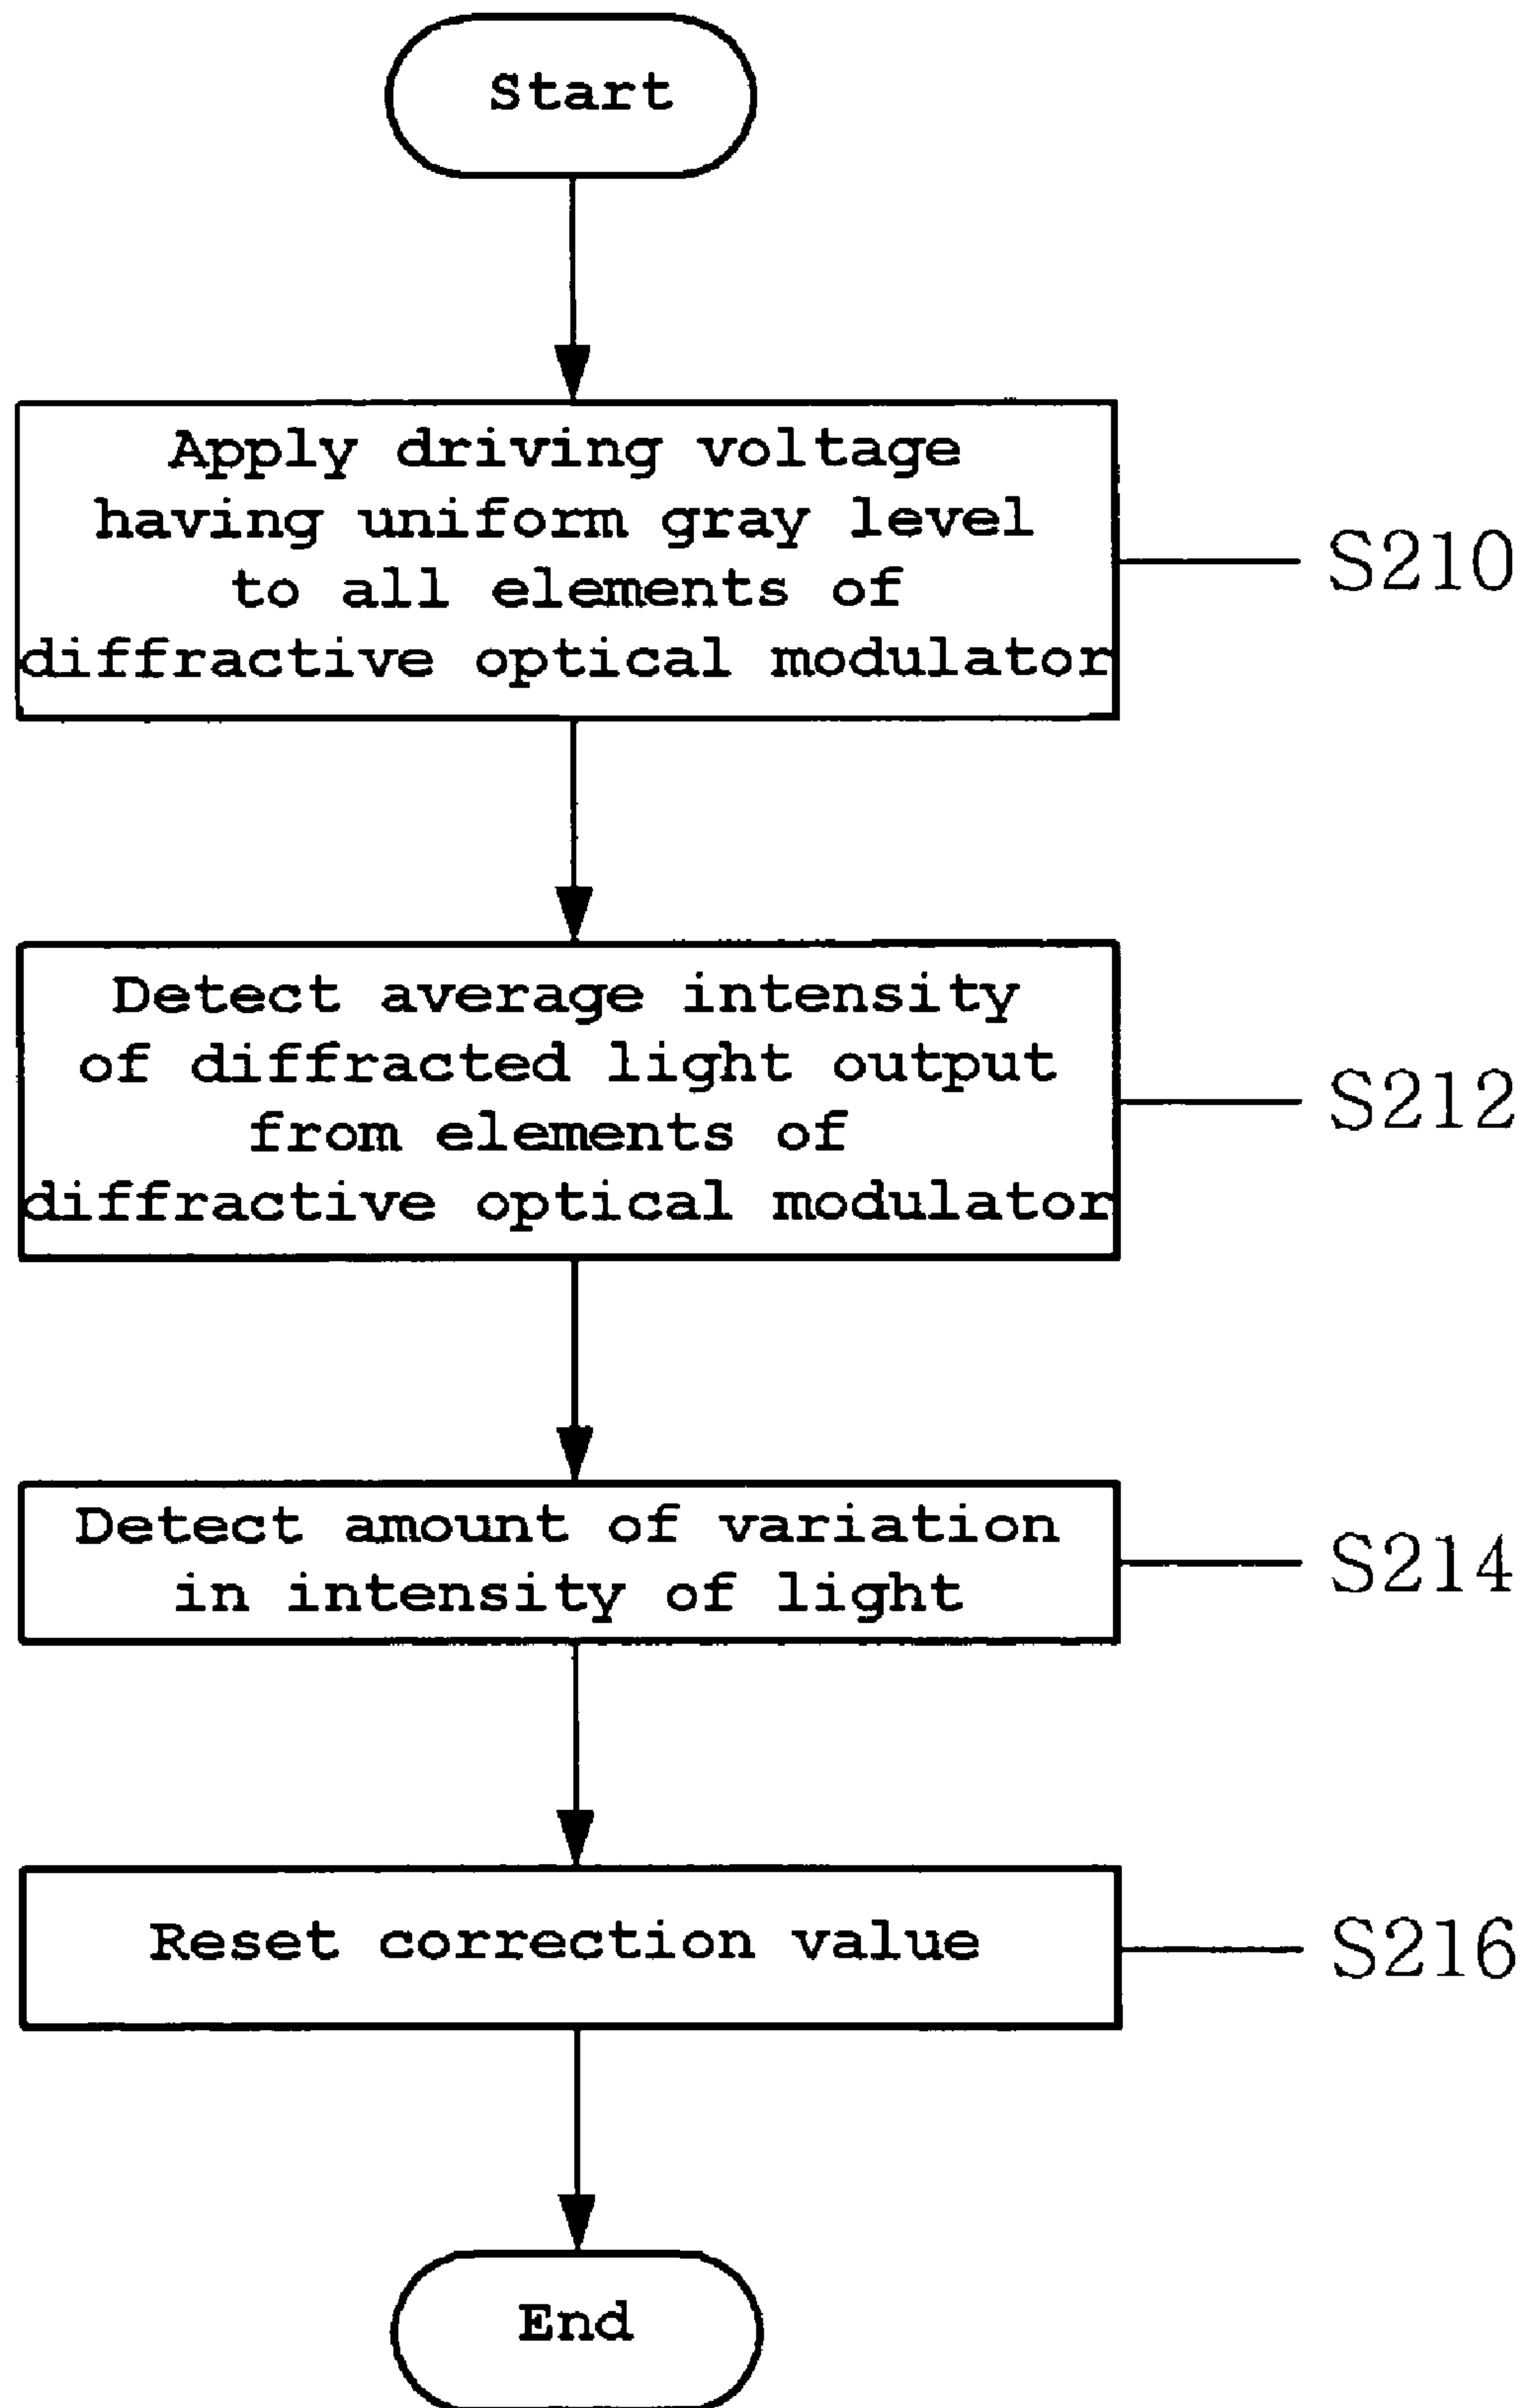 Start
Apply driving voltage
having uniform gray level
to all elements of
diffractive optical modulator
S210
Detect average intensity
of diffracted light output
from elements of
diffractive optical modulator
S212
Detect amount of variation
in intensity of light
S214
Reset correction value
S216
End